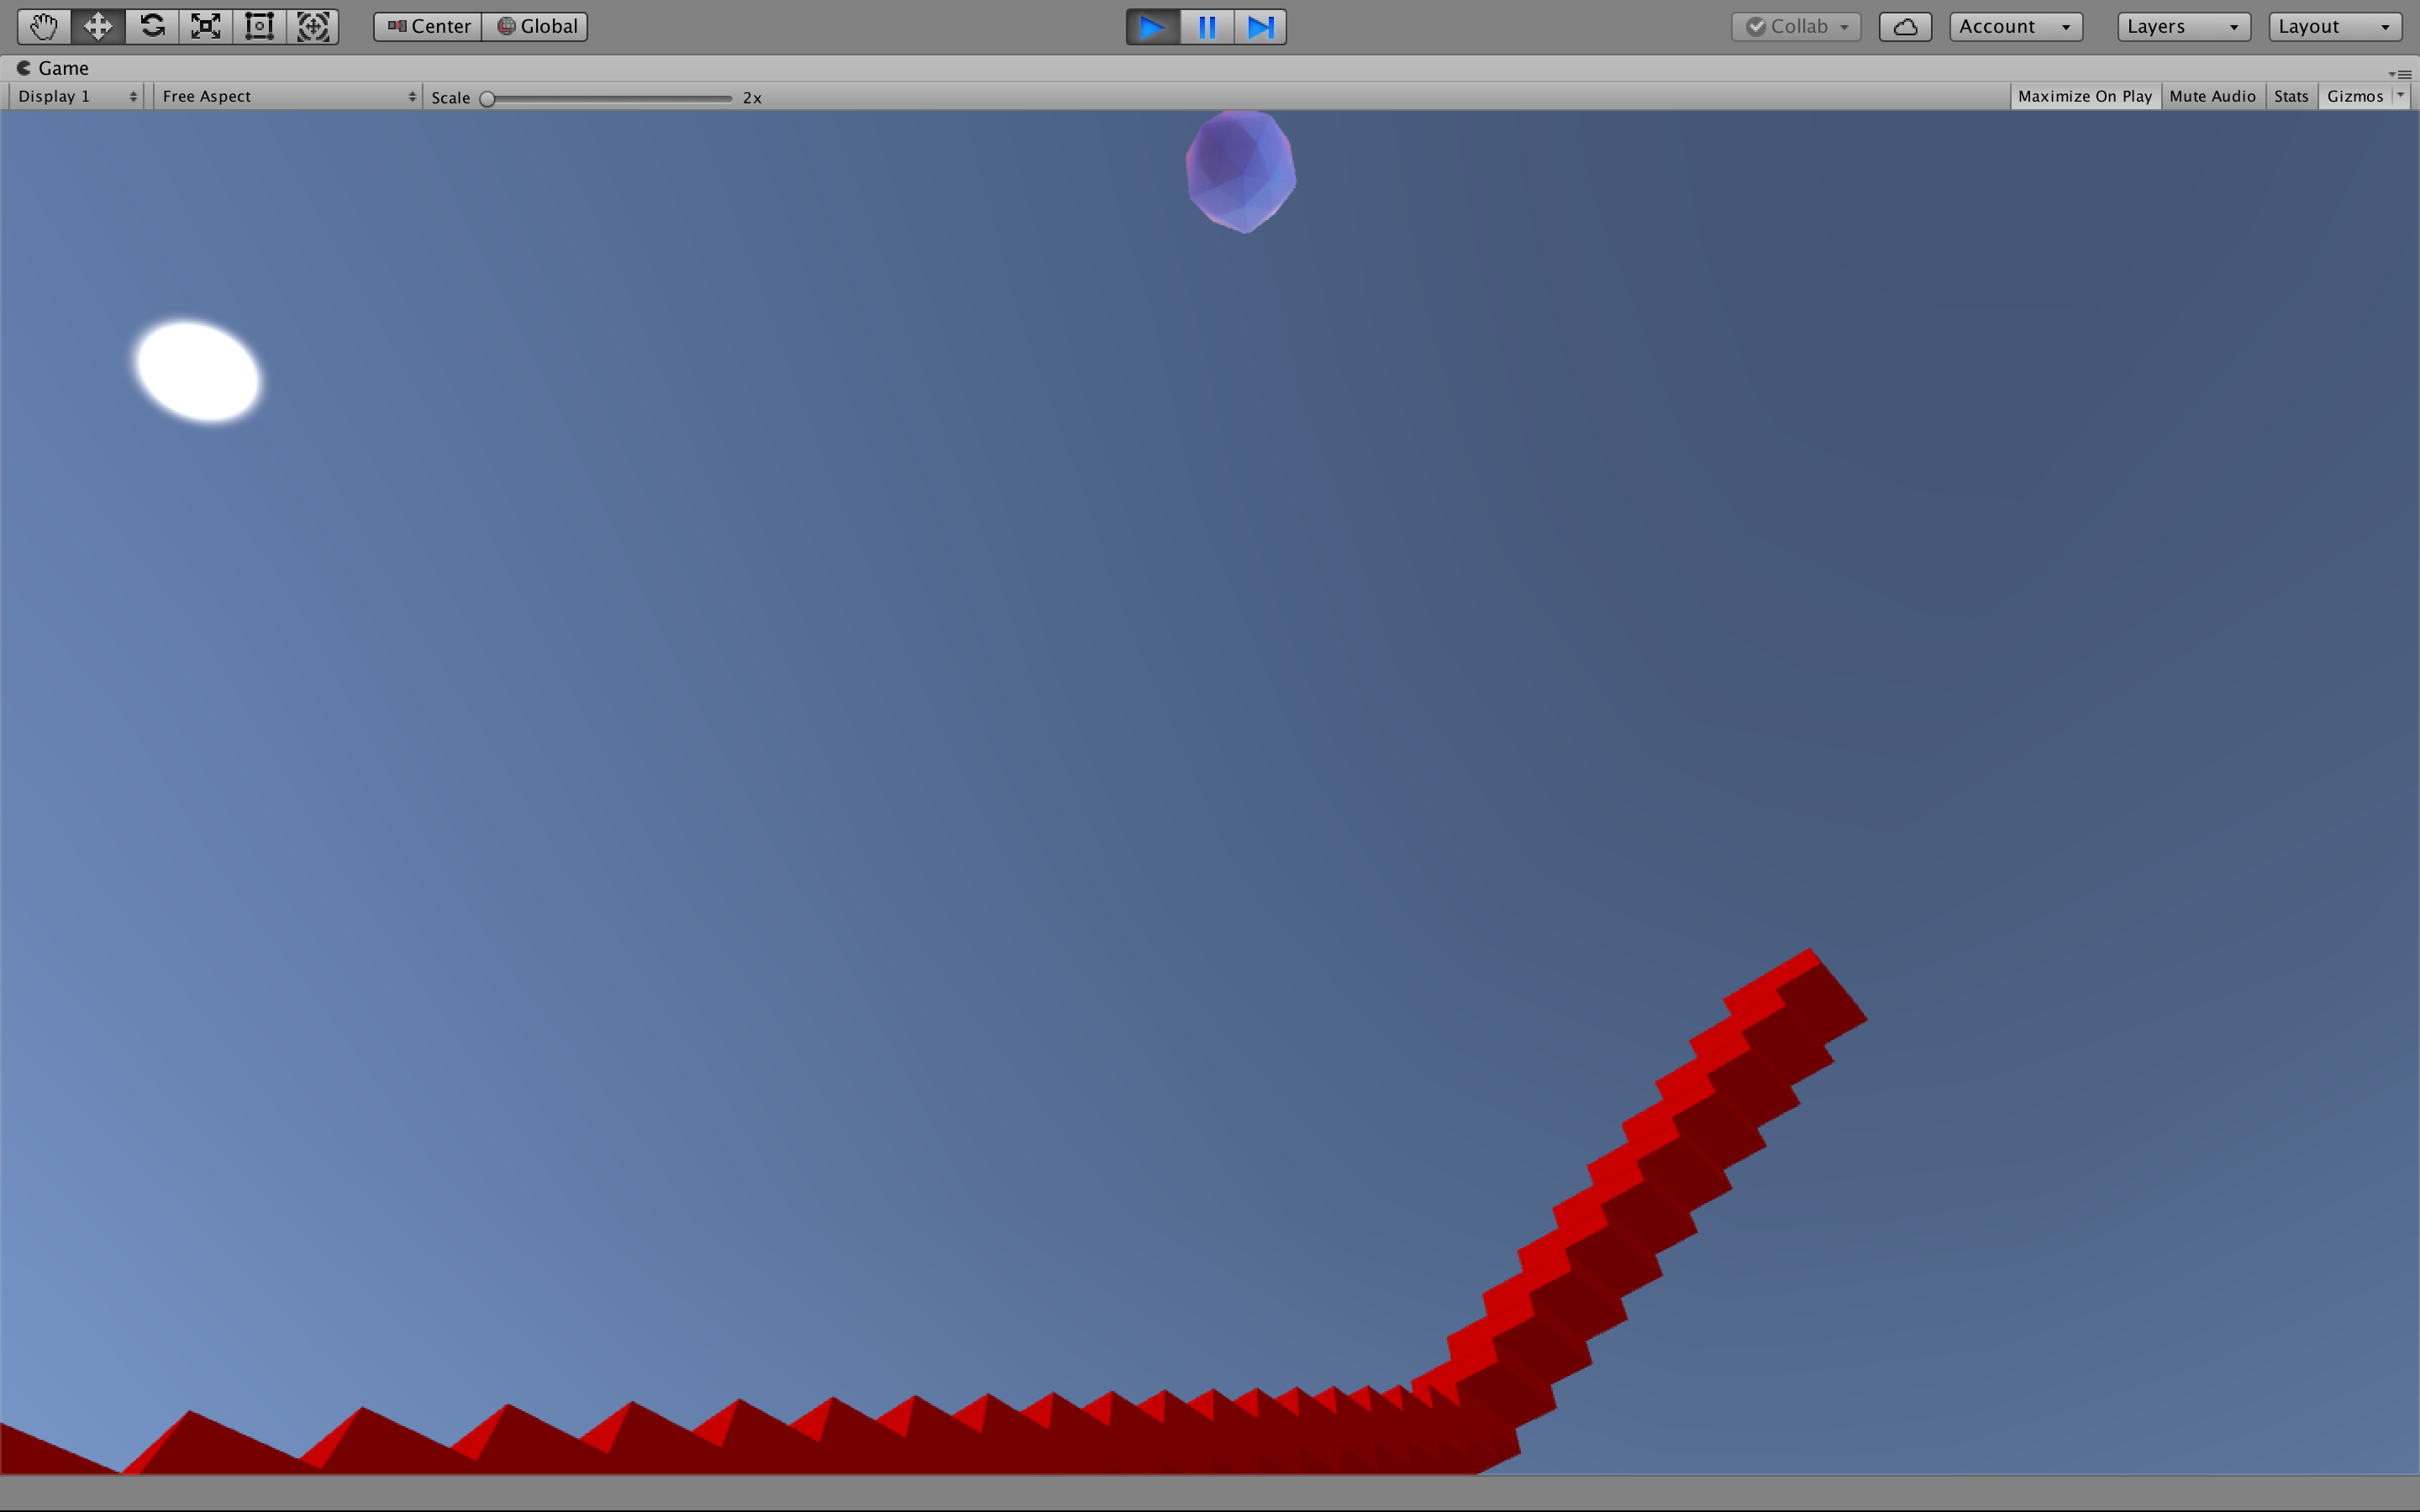 Center Global Collab Account Layers Layout
Game
Display 1 Free Aspect Scale 2x Maximize On Play Mute Audio Stats Gizmos